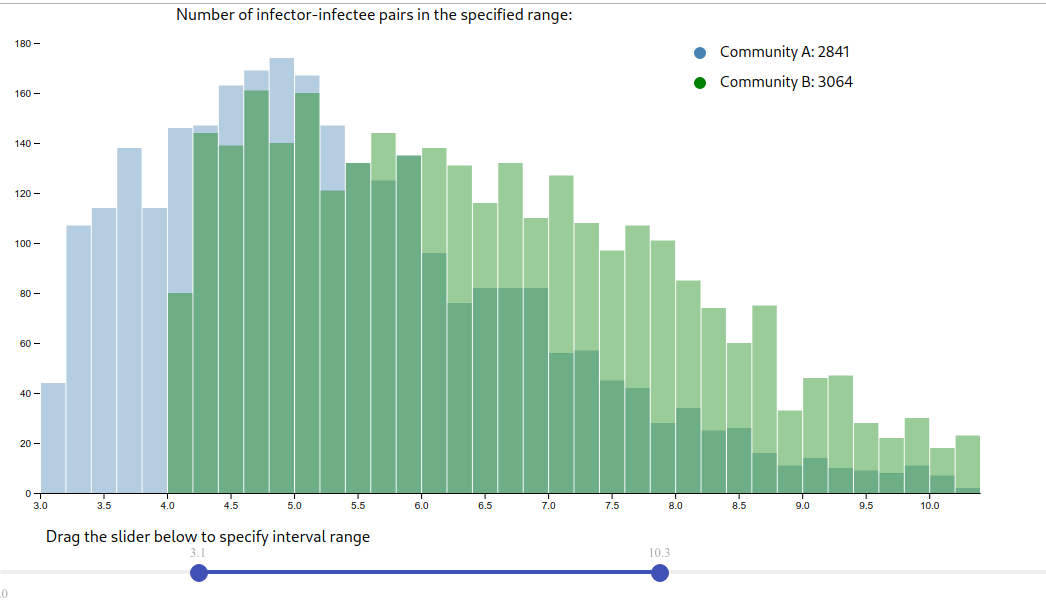 Number of infector-infectee pairs in the specified range:
Community A: 2841
Community B: 3064
180
160
140
120
100
80
60
40
20
0
3.0 3.5 4.0 4.5 5.0 5.5 6.0 6.5 7.0 7.5 8.0 8.5 9.0 9.5 10.0
Drag the slider below to specify interval range
3.1 10.3
.0